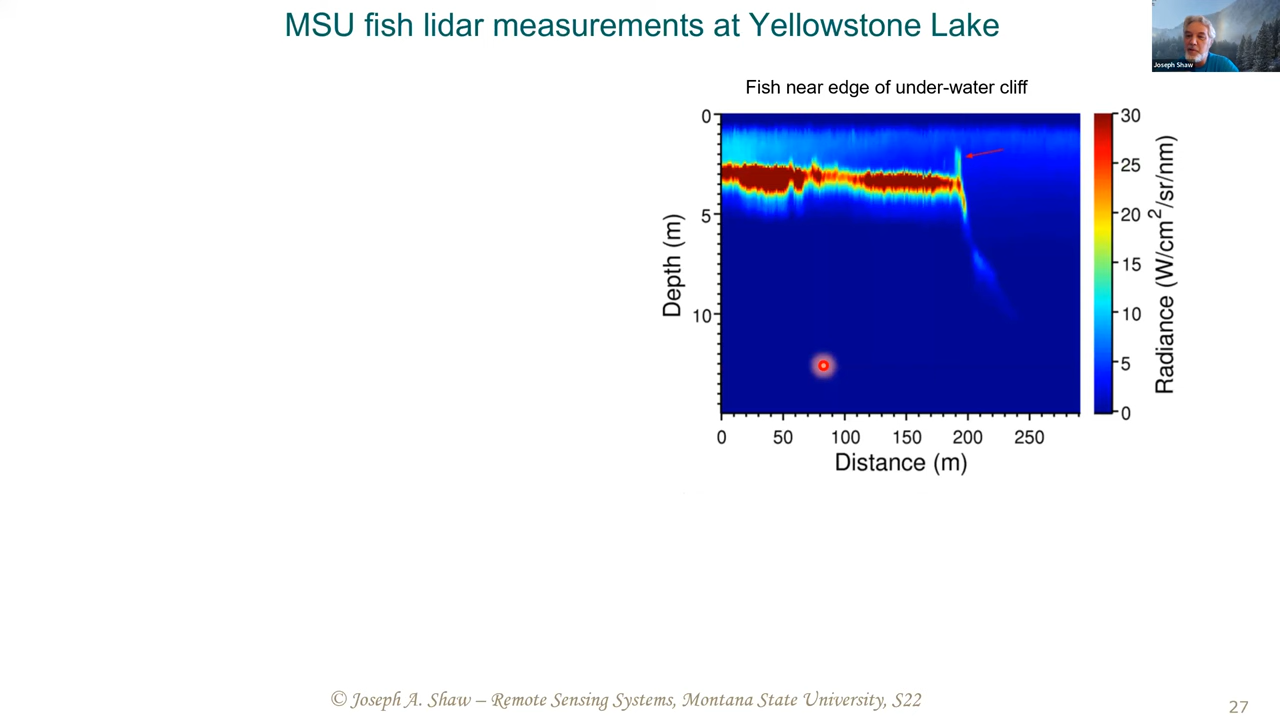 MSU fish lidar measurements at Yellowstone Lake
Joseph Shaw
Fish near edge of under-water cliff
0
5
10
Depth (m)
0
50
100
150
200
250
Distance (m)
30
25
20
15
10
5
0
Radiance (W/cm²/sr/nm)
© Joseph A. Shaw – Remote Sensing Systems, Montana State University, S22
27